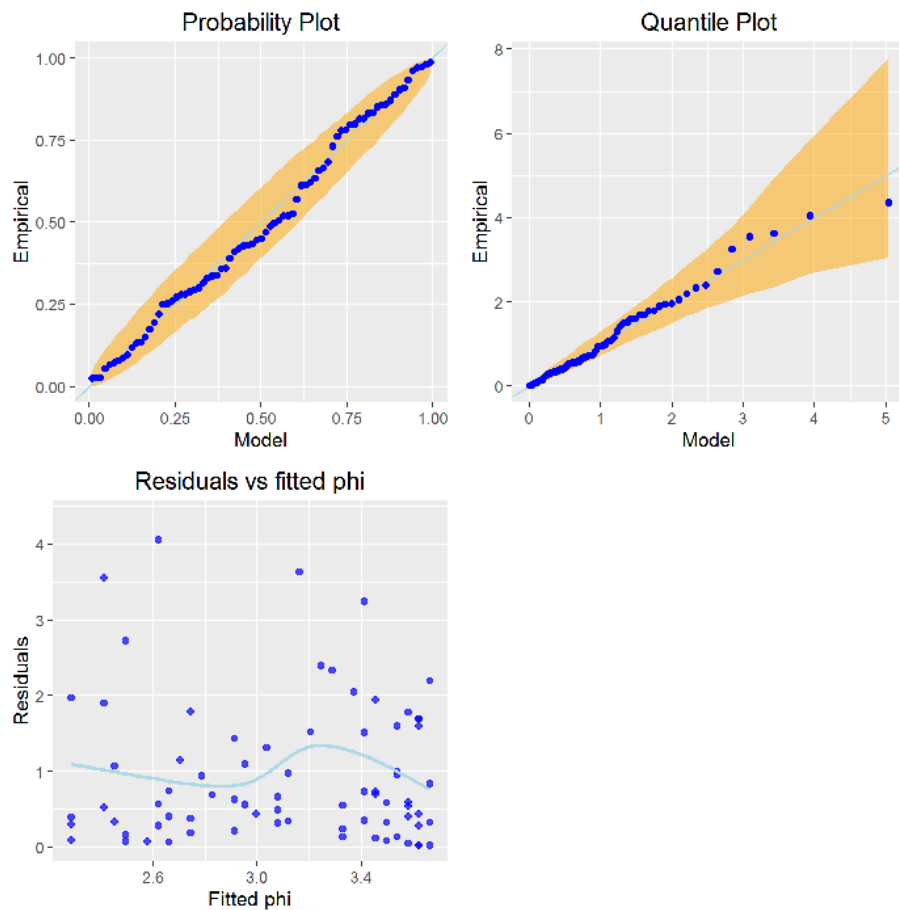 Probability Plot
1.00
0.75
0.50
0.25
0.00
Empirical
0.00 0.25 0.50 0.75 1.00
Model
Quantile Plot
8
6
4
2
0
Empirical
0 1 2 3 4 5
Model
Residuals vs fitted phi
4
3
2
1
0
Residuals
2.6 3.0 3.4
Fitted phi